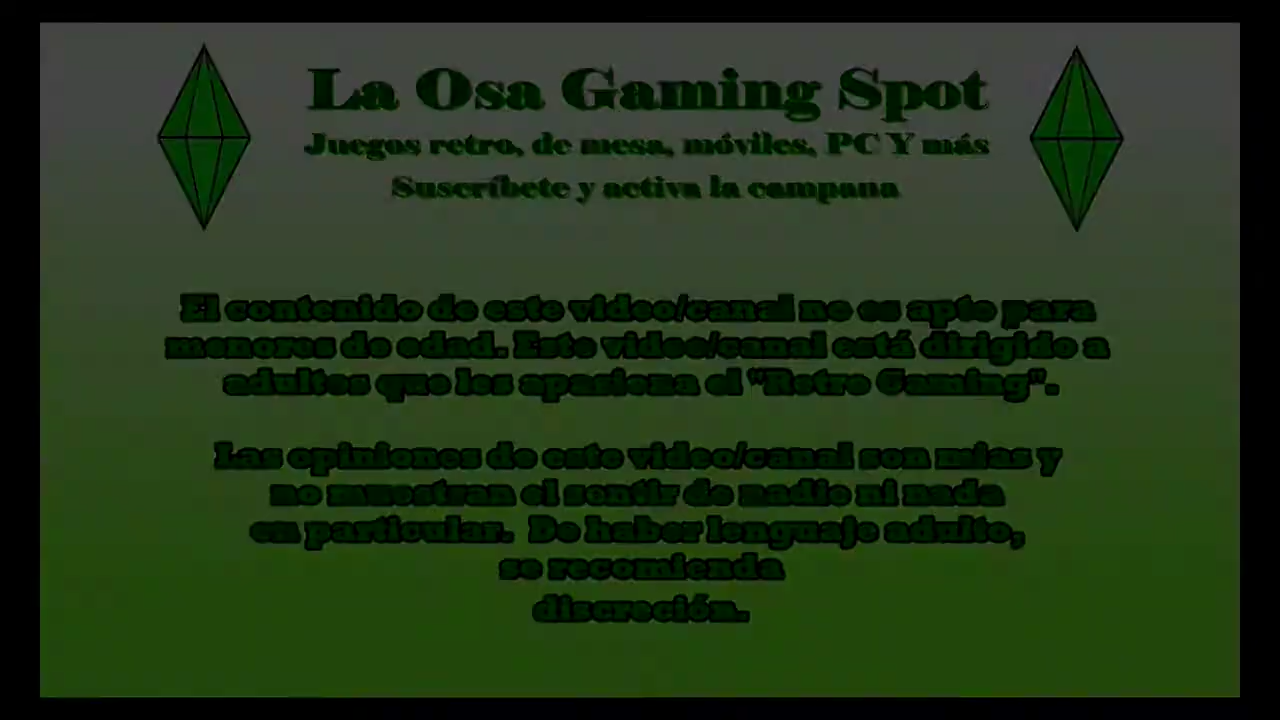 La Osa Gaming Spot
Juegos retro, de mesa, móviles, PC Y más
Suscríbete y activa la campana
El contenido de este video/canal no es apto para
menores de edad. Este video/canal está dirigido a
adultos que les apasiona el "Retro Gaming".
Las opiniones de este video/canal son mias y
no muestran el sentir de nadie ni nada
en particular. De haber lenguaje adulto,
se recomienda
discreción.